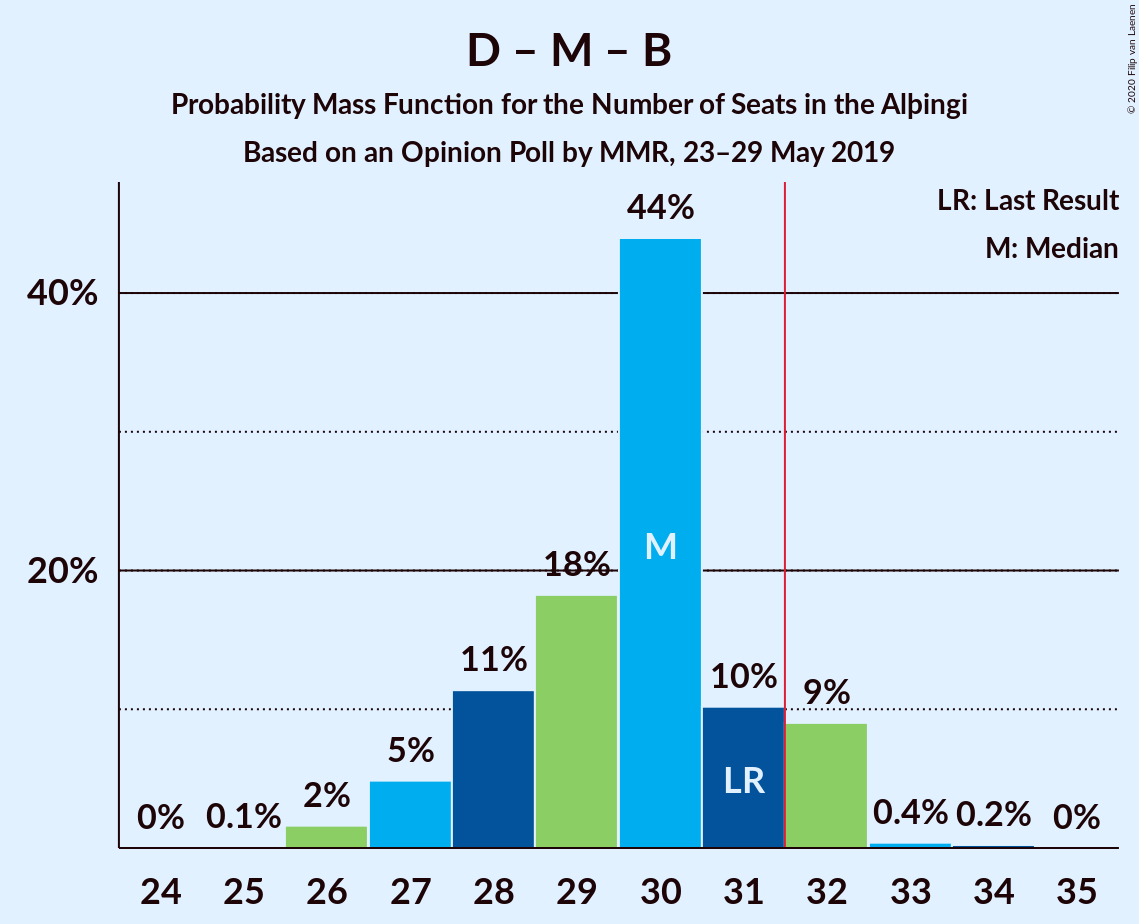 D – M – B
Probability Mass Function for the Number of Seats in the Alþingi
Based on an Opinion Poll by MMR, 23–29 May 2019
© 2020 Filip van Laenen
LR: Last Result
M: Median
44%
40%
M
20%
18%
11%
10%
9%
5%
LR
2%
0%
0.1%
0.4%
0.2%
0%
24 25 26 27 28 29 30 31 32 33 34 35